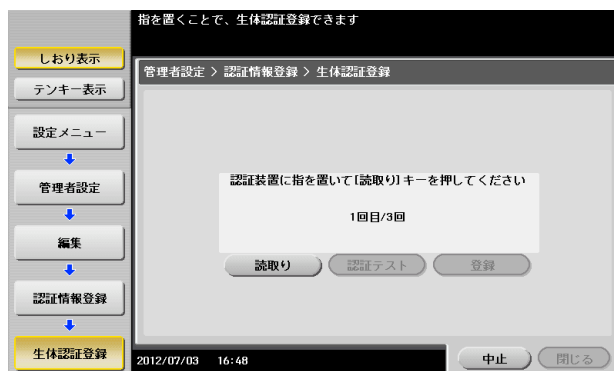 指を置くことで、生体認証登録できます
しおり表示
テンキー表示
設定メニュー
管理者設定
編集
認証情報登録
生体認証登録
管理者設定 > 認証情報登録 > 生体認証登録
認証装置に指を置いて[読取り]キーを押してください
1回目/3回
読取り 認証テスト 登録
2012/07/03 16:48
中止 閉じる